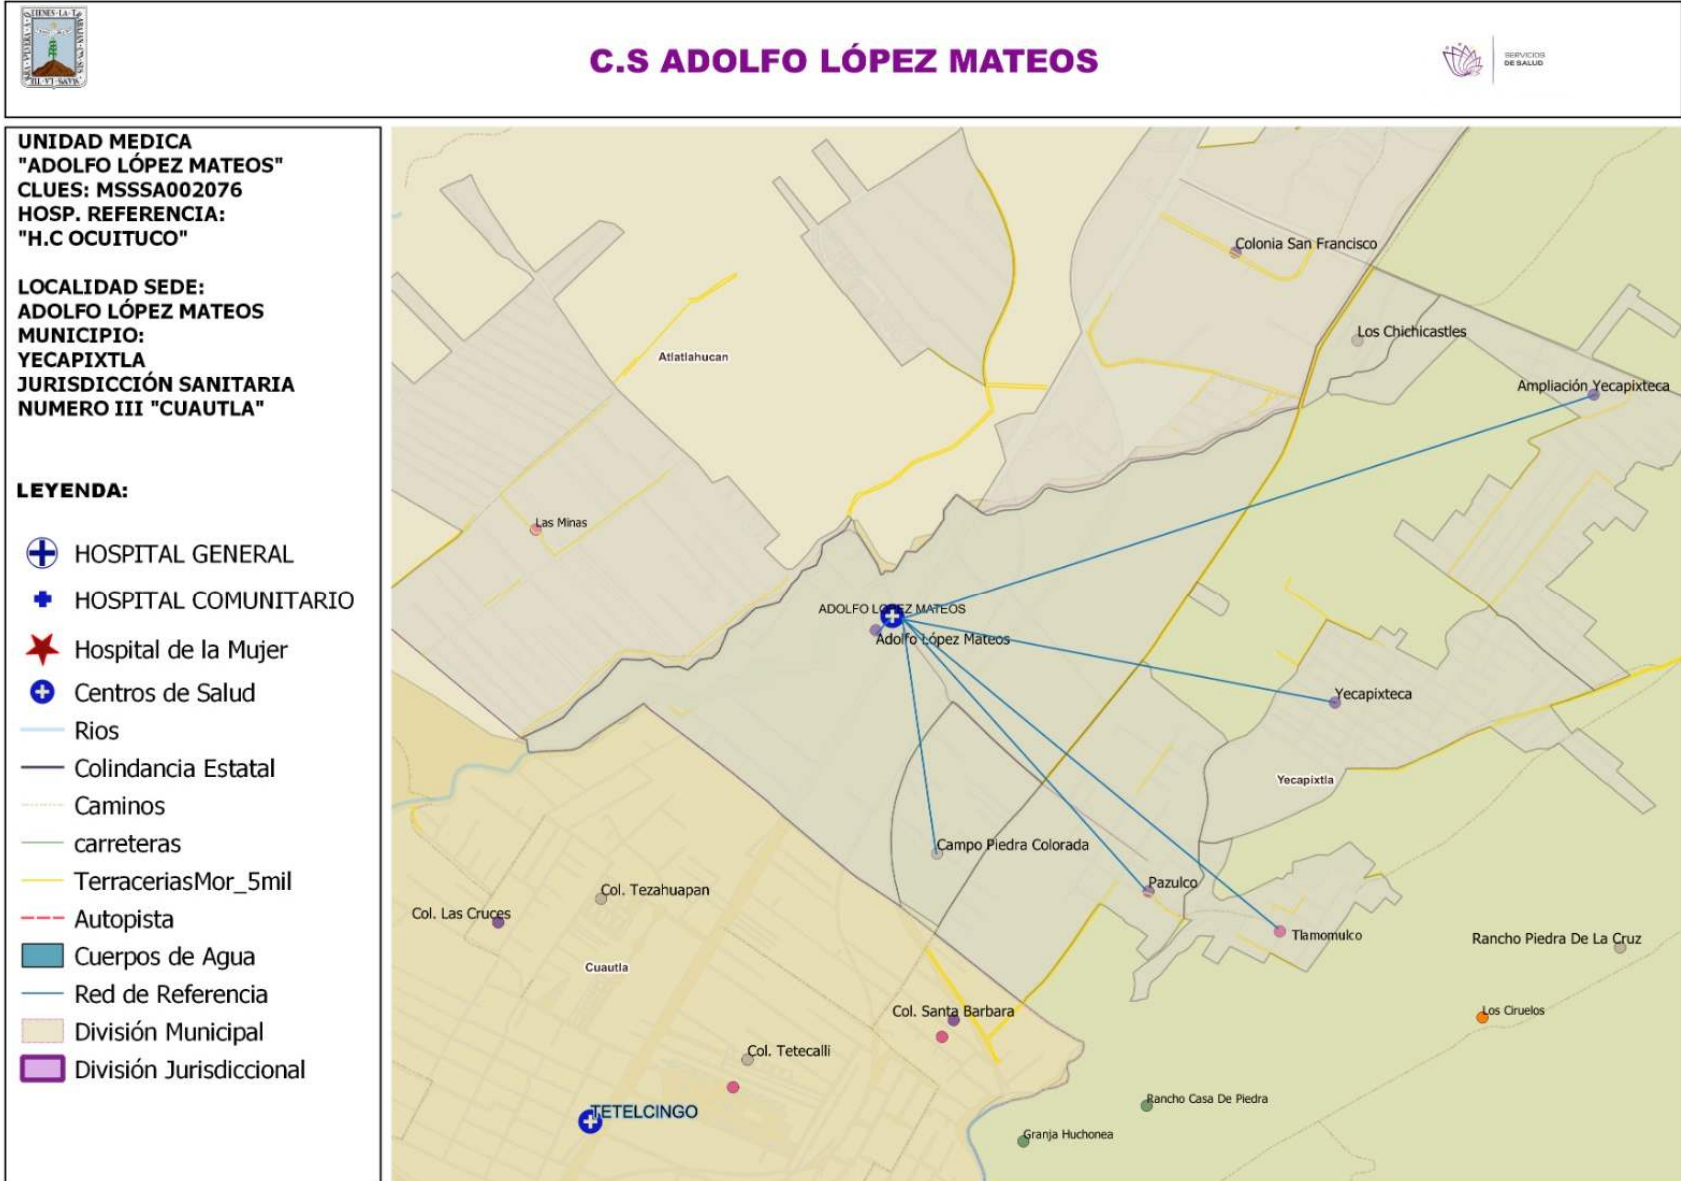 C.S ADOLFO LÓPEZ MATEOS
SERVICIOS
DE SALUD
UNIDAD MEDICA
"ADOLFO LÓPEZ MATEOS"
CLUES: MSSSA002076
HOSP. REFERENCIA:
"H.C OCUITUCO"
LOCALIDAD SEDE:
ADOLFO LÓPEZ MATEOS
MUNICIPIO:
YECAPIXTLA
JURISDICCIÓN SANITARIA
NUMERO III "CUAUTLA"
LEYENDA:
HOSPITAL GENERAL
HOSPITAL COMUNITARIO
Hospital de la Mujer
Centros de Salud
Rios
Colindancia Estatal
Caminos
carreteras
TerraceriasMor_5mil
Autopista
Cuerpos de Agua
Red de Referencia
División Municipal
División Jurisdiccional
Colonia San Francisco
Los Chichicastles
Atlatlahucan
Ampliación Yecapixteca
Las Minas
ADOLFO LOPEZ MATEOS
Adolfo López Mateos
Yecapixteca
Yecapixtla
Campo Piedra Colorada
Pazulco
Col. Tezahuapan
Col. Las Cruces
Tlamomulco
Rancho Piedra De La Cruz
Cuautla
Col. Santa Barbara
Los Ciruelos
Col. Tetecalli
Rancho Casa De Piedra
TETELCINGO
Granja Huchonea